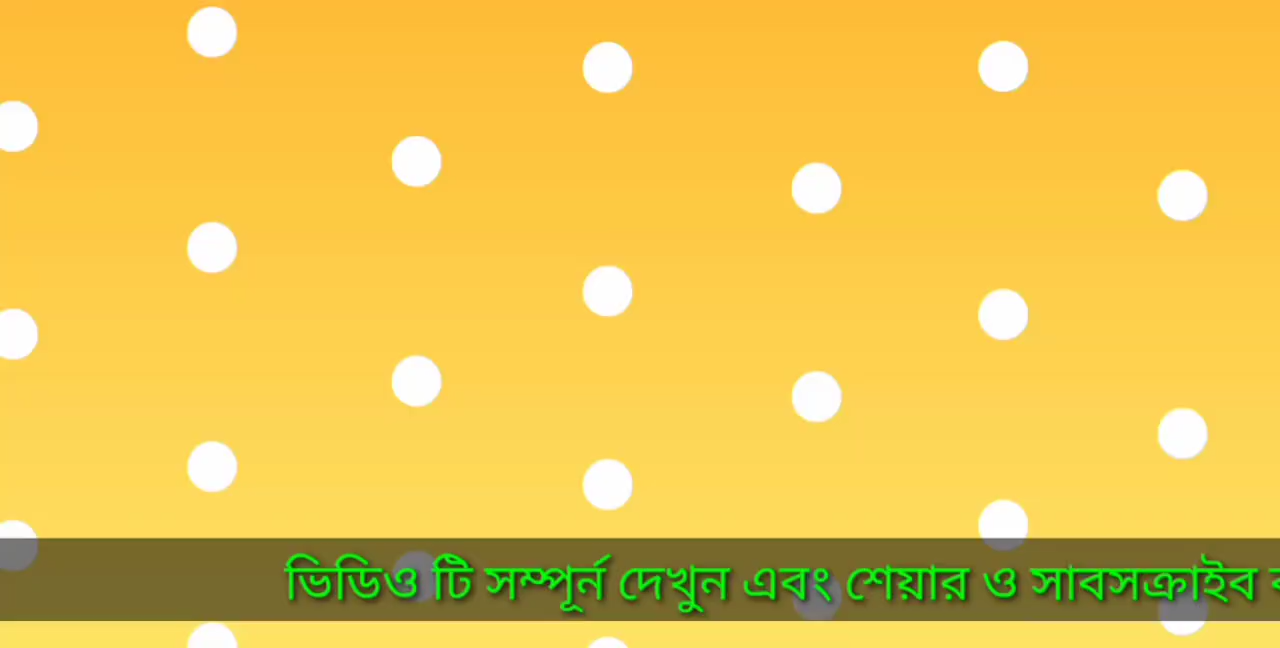 ভিডিও টি সম্পূর্ন দেখুন এবং শেয়ার ও সাবসক্রাইব